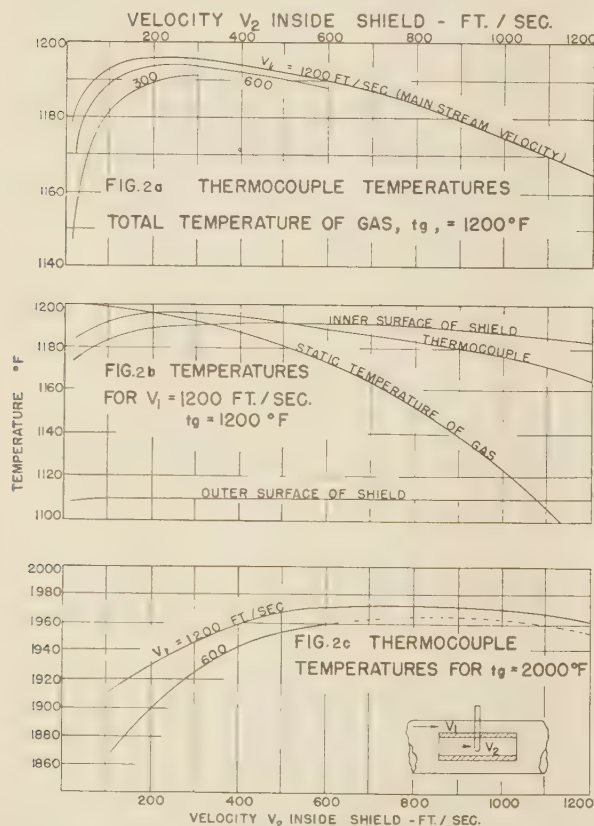 VELOCITY V2 INSIDE SHIELD - FT. / SEC.
0 200 400 600 800 1000 1200
1200
1180
1160
1140
V1 = 1200 FT/SEC (MAIN STREAM VELOCITY)
300
600
FIG.2a THERMOCOUPLE TEMPERATURES
TOTAL TEMPERATURE OF GAS, tg, = 1200°F
TEMPERATURE °F
1200
1180
1160
1140
1120
1100
INNER SURFACE OF SHIELD
THERMOCOUPLE
STATIC TEMPERATURE OF GAS
FIG.2b TEMPERATURES
FOR V1 = 1200 FT./SEC.
tg = 1200 °F
OUTER SURFACE OF SHIELD
2000
1980
1960
1940
1920
1900
1880
1860
V1 = 1200 FT/SEC
600
FIG.2c THERMOCOUPLE
TEMPERATURES FOR tg = 2000°F
V1
V2
200 400 600 800 1000 1200
VELOCITY V2 INSIDE SHIELD - FT./ SEC.